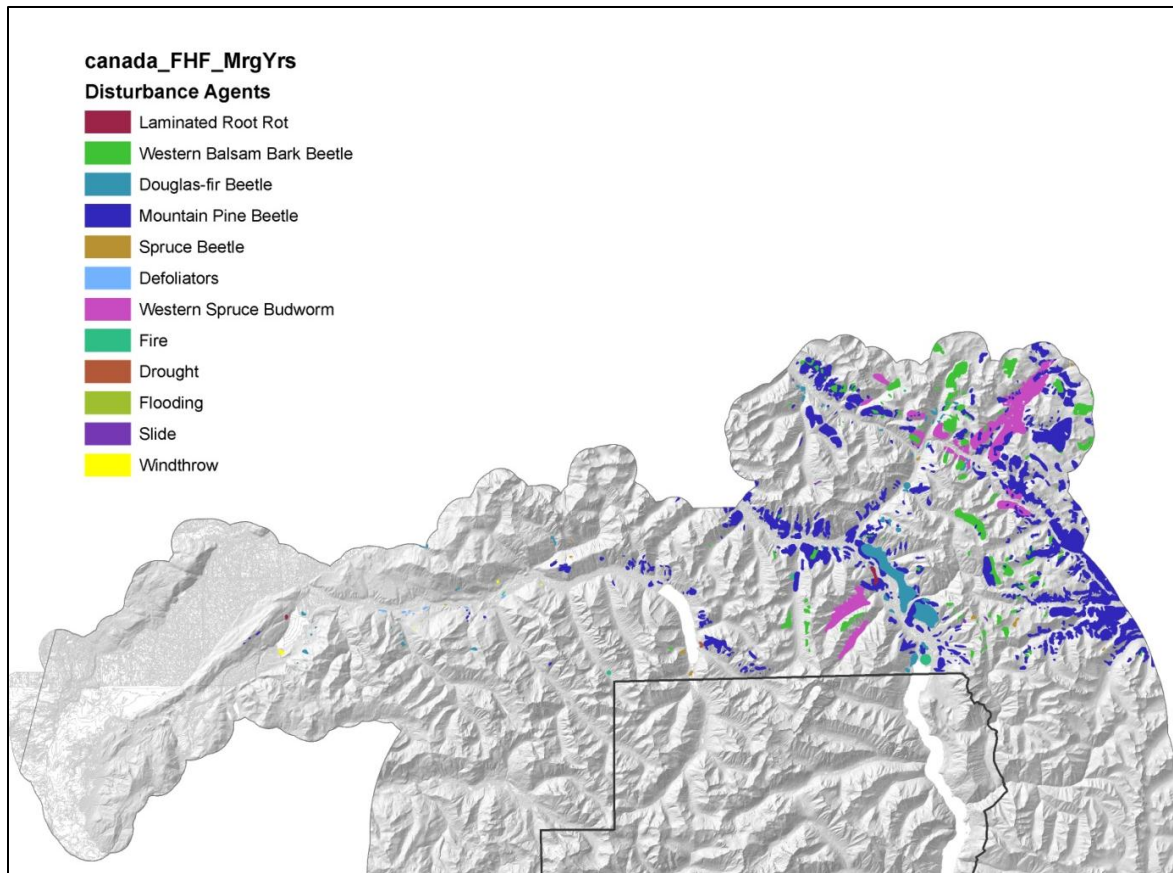 canada_FHF_MrgYrs
Disturbance Agents
Laminated Root Rot
Western Balsam Bark Beetle
Douglas-fir Beetle
Mountain Pine Beetle
Spruce Beetle
Defoliators
Western Spruce Budworm
Fire
Drought
Flooding
Slide
Windthrow